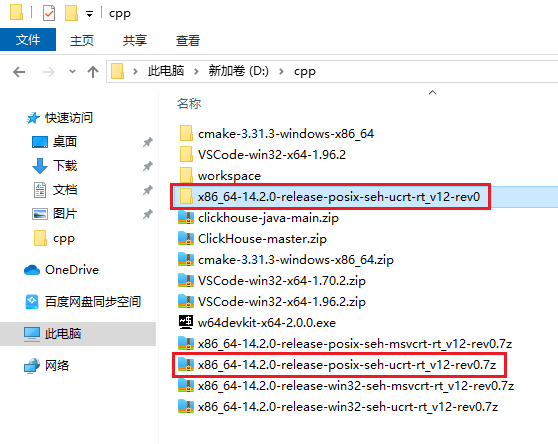 cpp
文件
主页
共享
查看
此电脑
新加卷 (D:)
cpp
名称
快速访问
桌面
下载
文档
图片
cpp
OneDrive
百度网盘同步空间
此电脑
网络
cmake-3.31.3-windows-x86_64
VSCode-win32-x64-1.96.2
workspace
x86_64-14.2.0-release-posix-seh-ucrt-rt_v12-rev0
clickhouse-java-main.zip
ClickHouse-master.zip
cmake-3.31.3-windows-x86_64.zip
VSCode-win32-x64-1.70.2.zip
VSCode-win32-x64-1.96.2.zip
w64devkit-x64-2.0.0.exe
x86_64-14.2.0-release-posix-seh-msvcrt-rt_v12-rev0.7z
x86_64-14.2.0-release-posix-seh-ucrt-rt_v12-rev0.7z
x86_64-14.2.0-release-win32-seh-msvcrt-rt_v12-rev0.7z
x86_64-14.2.0-release-win32-seh-ucrt-rt_v12-rev0.7z